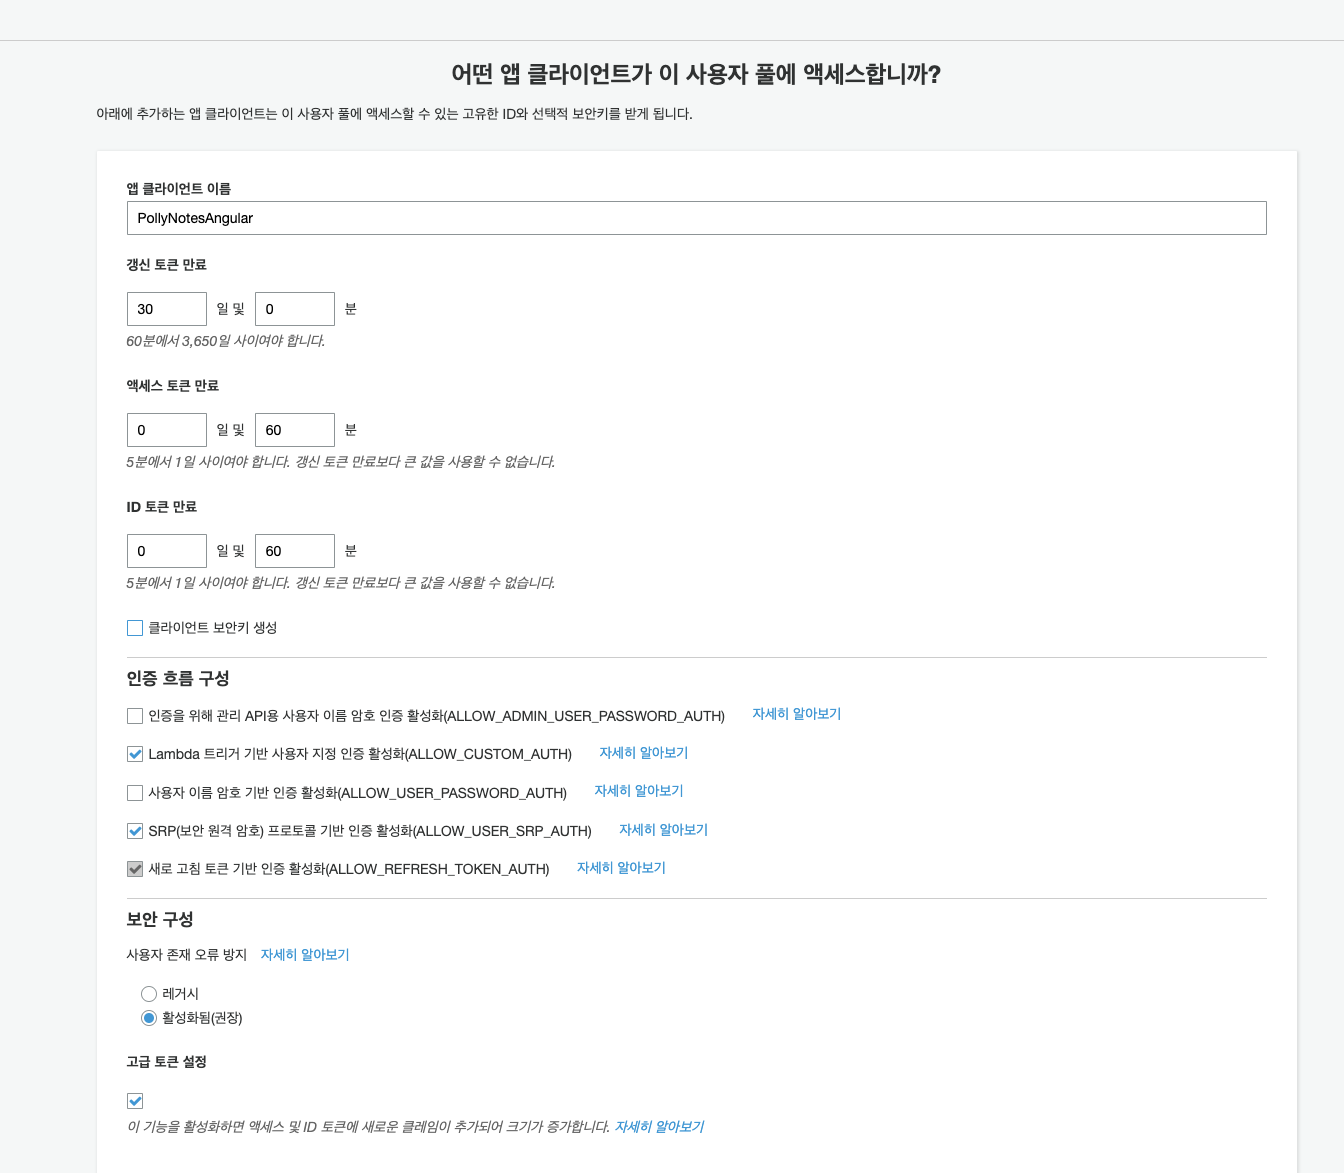 어떤 앱 클라이언트가 이 사용자 풀에 액세스합니까?
아래에 추가하는 앱 클라이언트는 이 사용자 풀에 액세스할 수 있는 고유한 ID와 선택적 보안키를 받게 됩니다.
앱 클라이언트 이름
PollyNotesAngular
갱신 토큰 만료
30 일 및 0 분
60분에서 3,650일 사이여야 합니다.
액세스 토큰 만료
0 일 및 60 분
5분에서 1일 사이여야 합니다. 갱신 토큰 만료보다 큰 값을 사용할 수 없습니다.
ID 토큰 만료
0 일 및 60 분
5분에서 1일 사이여야 합니다. 갱신 토큰 만료보다 큰 값을 사용할 수 없습니다.
클라이언트 보안키 생성
인증 흐름 구성
인증을 위해 관리 API용 사용자 이름 암호 인증 활성화(ALLOW_ADMIN_USER_PASSWORD_AUTH) 자세히 알아보기
Lambda 트리거 기반 사용자 지정 인증 활성화(ALLOW_CUSTOM_AUTH) 자세히 알아보기
사용자 이름 암호 기반 인증 활성화(ALLOW_USER_PASSWORD_AUTH) 자세히 알아보기
SRP(보안 원격 암호) 프로토콜 기반 인증 활성화(ALLOW_USER_SRP_AUTH) 자세히 알아보기
새로 고침 토큰 기반 인증 활성화(ALLOW_REFRESH_TOKEN_AUTH) 자세히 알아보기
보안 구성
사용자 존재 오류 방지 자세히 알아보기
레거시
활성화됨(권장)
고급 토큰 설정
이 기능을 활성화하면 액세스 및 ID 토큰에 새로운 클레임이 추가되어 크기가 증가합니다. 자세히 알아보기